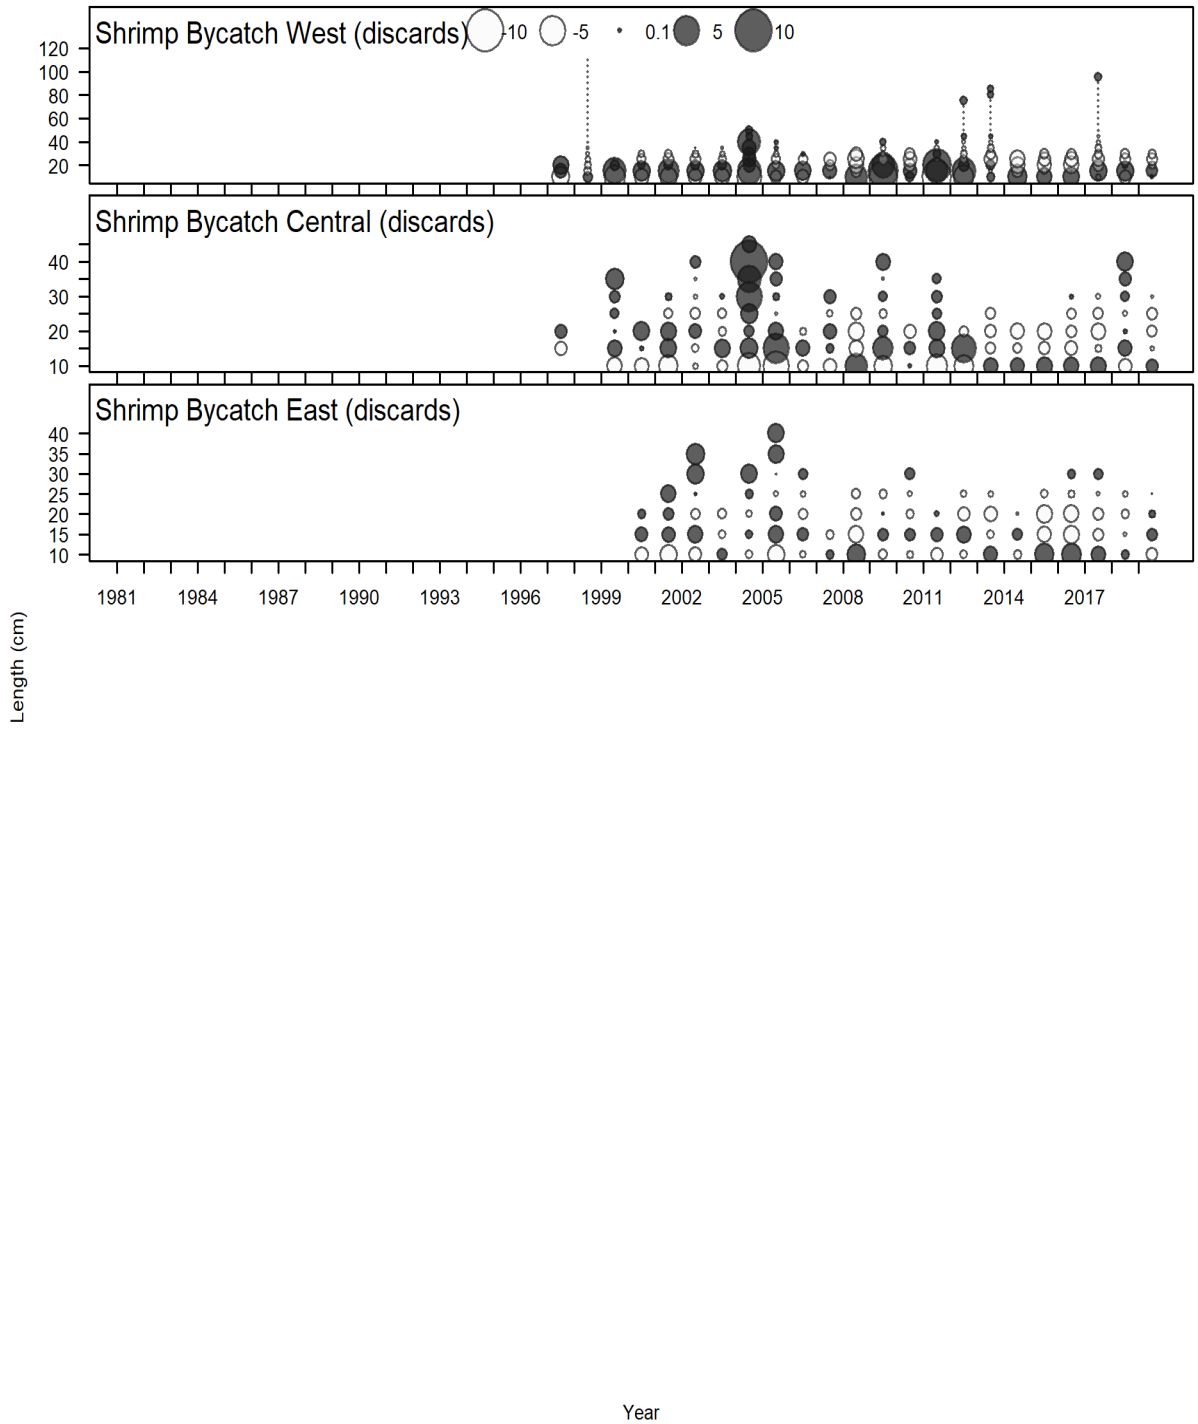 Shrimp Bycatch West (discards) -10 -5 0.1 5 10
120
100
80
60
40
20
Shrimp Bycatch Central (discards)
40
30
20
10
Shrimp Bycatch East (discards)
40
35
30
25
20
15
10
1981 1984 1987 1990 1993 1996 1999 2002 2005 2008 2011 2014 2017
Length (cm)
Year